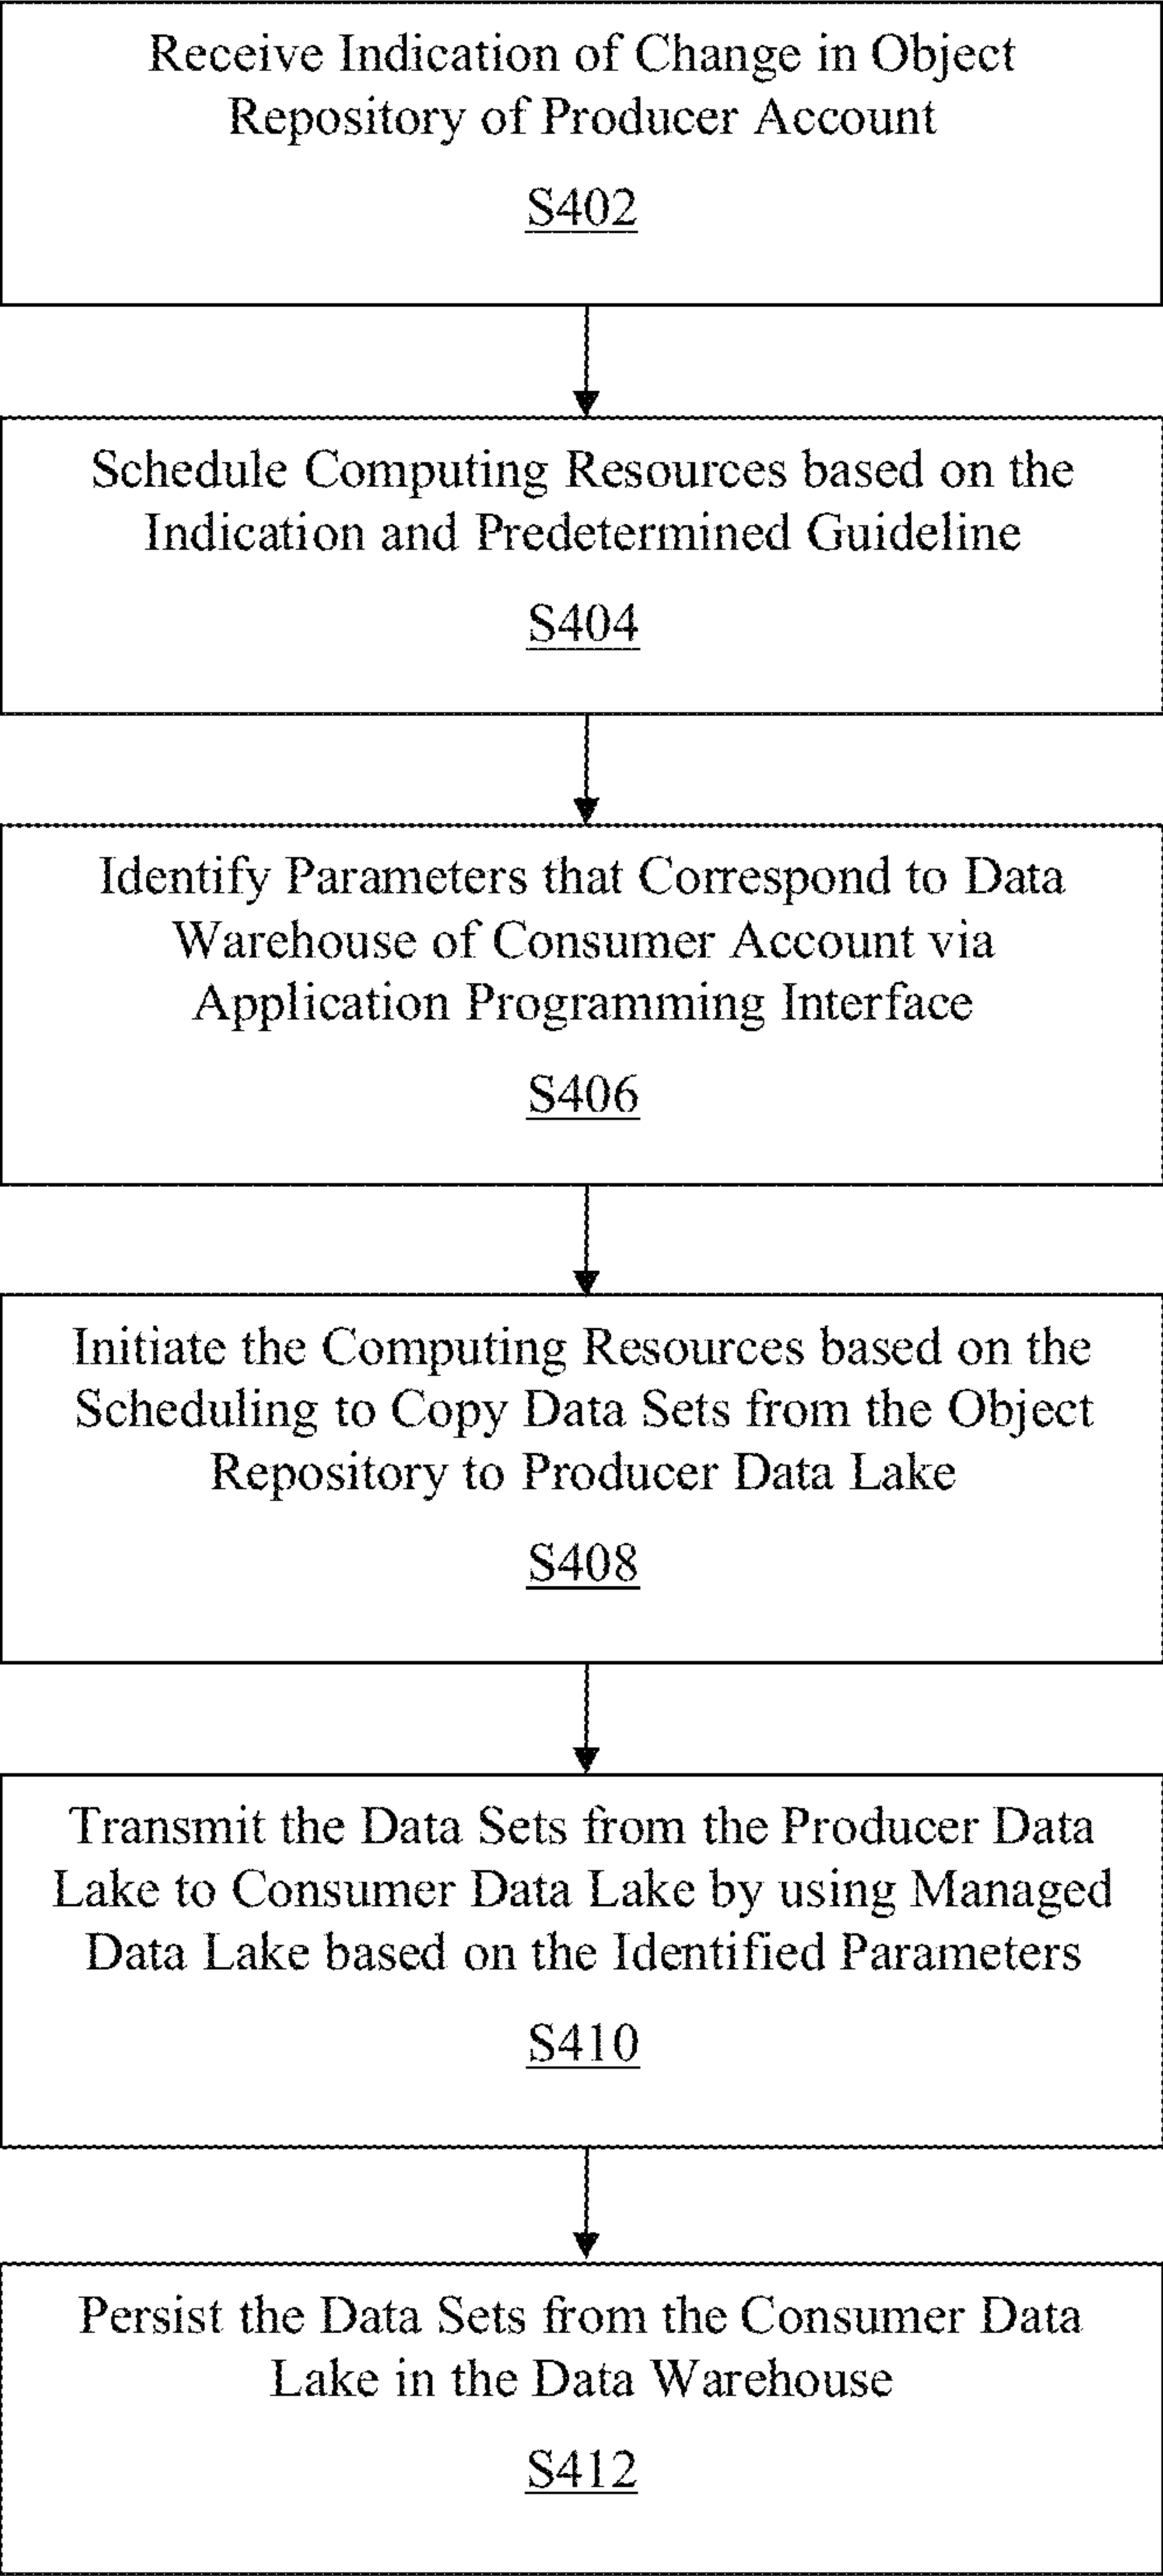 Receive Indication of Change in Object
Repository of Producer Account
S402
Schedule Computing Resources based on the
Indication and Predetermined Guideline
S404
Identify Parameters that Correspond to Data
Warehouse of Consumer Account via
Application Programming Interface
S406
Initiate the Computing Resources based on the
Scheduling to Copy Data Sets from the Object
Repository to Producer Data Lake
S408
Transmit the Data Sets from the Producer Data
Lake to Consumer Data Lake by using Managed
Data Lake based on the Identified Parameters
S410
Persist the Data Sets from the Consumer Data
Lake in the Data Warehouse
S412